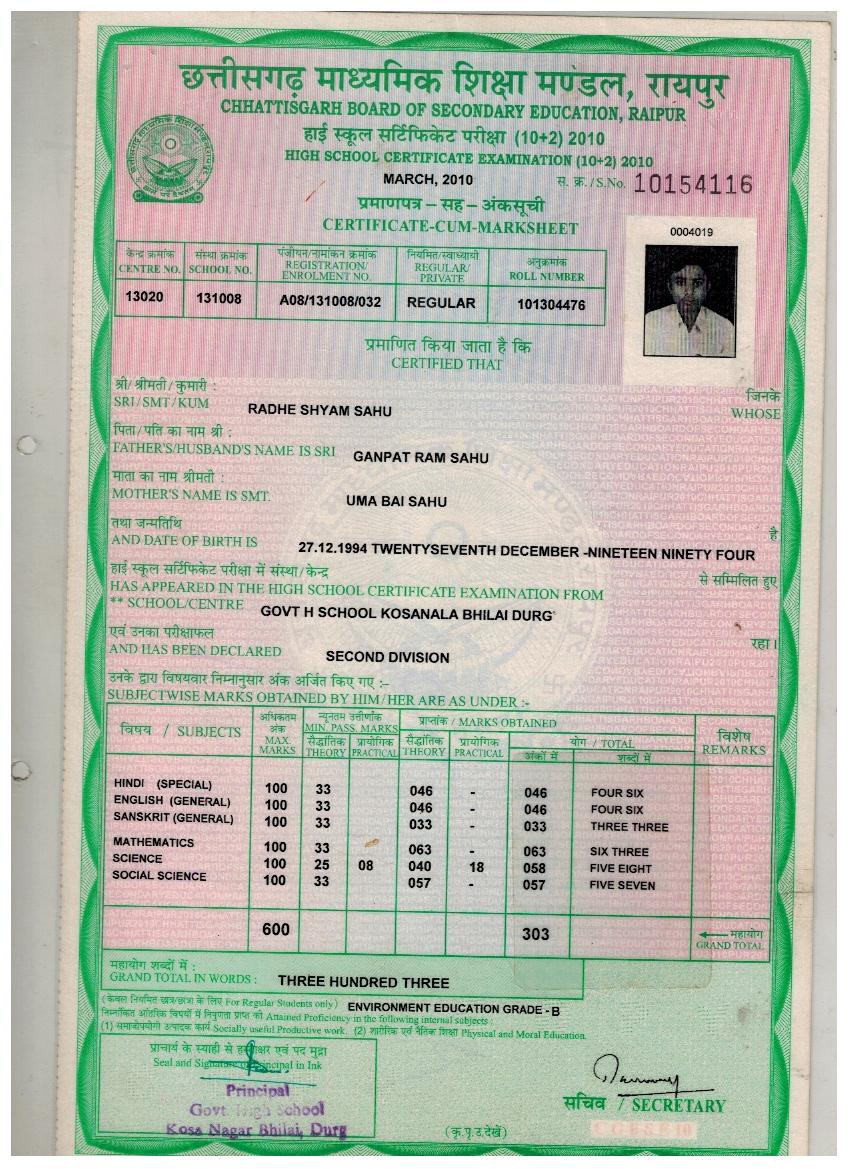 छत्तीसगढ़ माध्यमिक शिक्षा मण्डल, रायपुर
CHHATTISGARH BOARD OF SECONDARY EDUCATION, RAIPUR
हाई स्कूल सर्टिफिकेट परीक्षा (10+2) 2010
HIGH SCHOOL CERTIFICATE EXAMINATION (10+2) 2010
MARCH, 2010
स. क्र./S.No. 10154116
प्रमाणपत्र - सह - अंकसूची
CERTIFICATE-CUM-MARKSHEET
0004019
केन्द्र क्रमांक संस्था क्रमांक पंजीयन/नामांकन क्रमांक नियमित/स्वाध्यायी अनुक्रमांक
CENTRE NO. SCHOOL NO. REGISTRATION/ REGULAR/ ROLL NUMBER
ENROLMENT NO. PRIVATE
13020 131008 A08/131008/032 REGULAR 101304476
प्रमाणित किया जाता है कि
CERTIFIED THAT
श्री/श्रीमती/कुमारी : जिनके
SRI/SMT/KUM RADHE SHYAM SAHU WHOSE
पिता/पति का नाम श्री :
FATHER'S/HUSBAND'S NAME IS SRI GANPAT RAM SAHU
माता का नाम श्रीमती :
MOTHER'S NAME IS SMT. UMA BAI SAHU
तथा जन्मतिथि है
AND DATE OF BIRTH IS 27.12.1994 TWENTYSEVENTH DECEMBER -NINETEEN NINETY FOUR
हाई स्कूल सर्टिफिकेट परीक्षा में संस्था/केन्द्र से सम्मिलित हुए
HAS APPEARED IN THE HIGH SCHOOL CERTIFICATE EXAMINATION FROM
** SCHOOL/CENTRE GOVT H SCHOOL KOSANALA BHILAI DURG
एवं उनका परीक्षाफल रहा।
AND HAS BEEN DECLARED SECOND DIVISION
उनके द्वारा विषयवार निम्नानुसार अंक अर्जित किए गए :-
SUBJECTWISE MARKS OBTAINED BY HIM/HER ARE AS UNDER :-
विषय / SUBJECTS अधिकतम अंक MAX. MARKS न्यूनतम उत्तीर्णांक MIN. PASS. MARKS प्राप्तांक / MARKS OBTAINED विशेष REMARKS
सैद्धांतिक THEORY प्रायोगिक PRACTICAL सैद्धांतिक THEORY प्रायोगिक PRACTICAL योग / TOTAL
अंकों में शब्दों में
HINDI (SPECIAL) 100 33 046 - 046 FOUR SIX
ENGLISH (GENERAL) 100 33 046 - 046 FOUR SIX
SANSKRIT (GENERAL) 100 33 033 - 033 THREE THREE
MATHEMATICS 100 33 063 - 063 SIX THREE
SCIENCE 100 25 08 040 18 058 FIVE EIGHT
SOCIAL SCIENCE 100 33 057 - 057 FIVE SEVEN
600 303 महायोग
GRAND TOTAL
महायोग शब्दों में :
GRAND TOTAL IN WORDS : THREE HUNDRED THREE
(केवल नियमित छात्र/छात्रा के लिए For Regular Students only) ENVIRONMENT EDUCATION GRADE - B
निम्नांकित आंतरिक विषयों में निपुणता प्राप्त की Attained Proficiency in the following internal subjects :
(1) समाजोपयोगी उत्पादक कार्य Socially useful Productive work. (2) शारीरिक एवं नैतिक शिक्षा Physical and Moral Education.
प्राचार्य के स्याही से हस्ताक्षर एवं पद मुद्रा
Seal and Signature of Principal in Ink
Principal
Govt. High School
Kosa Nagar Bhilai, Durg
सचिव / SECRETARY
(कृ.पृ.उ.देखें)